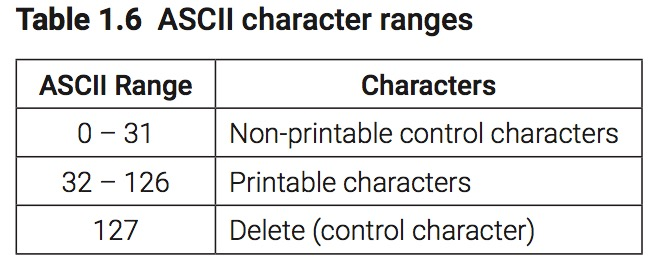 Table 1.6 ASCII character ranges
ASCII Range Characters
0 – 31 Non-printable control characters
32 – 126 Printable characters
127 Delete (control character)